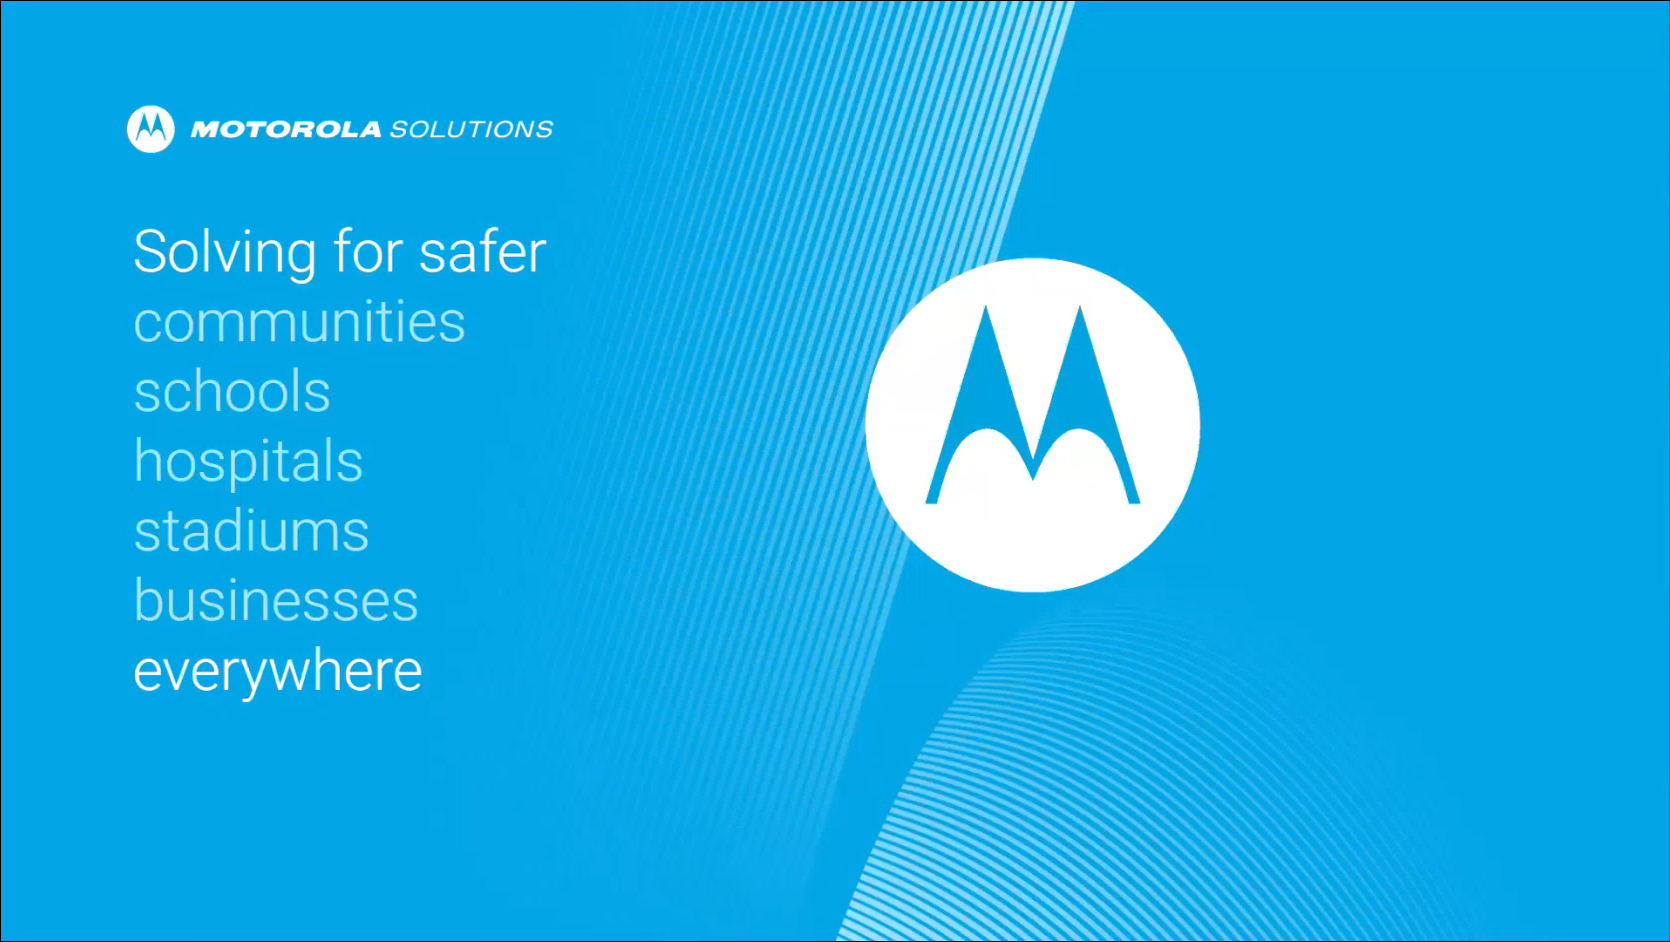 MOTOROLA SOLUTIONS
Solving for safer
communities
schools
hospitals
stadiums
businesses
everywhere